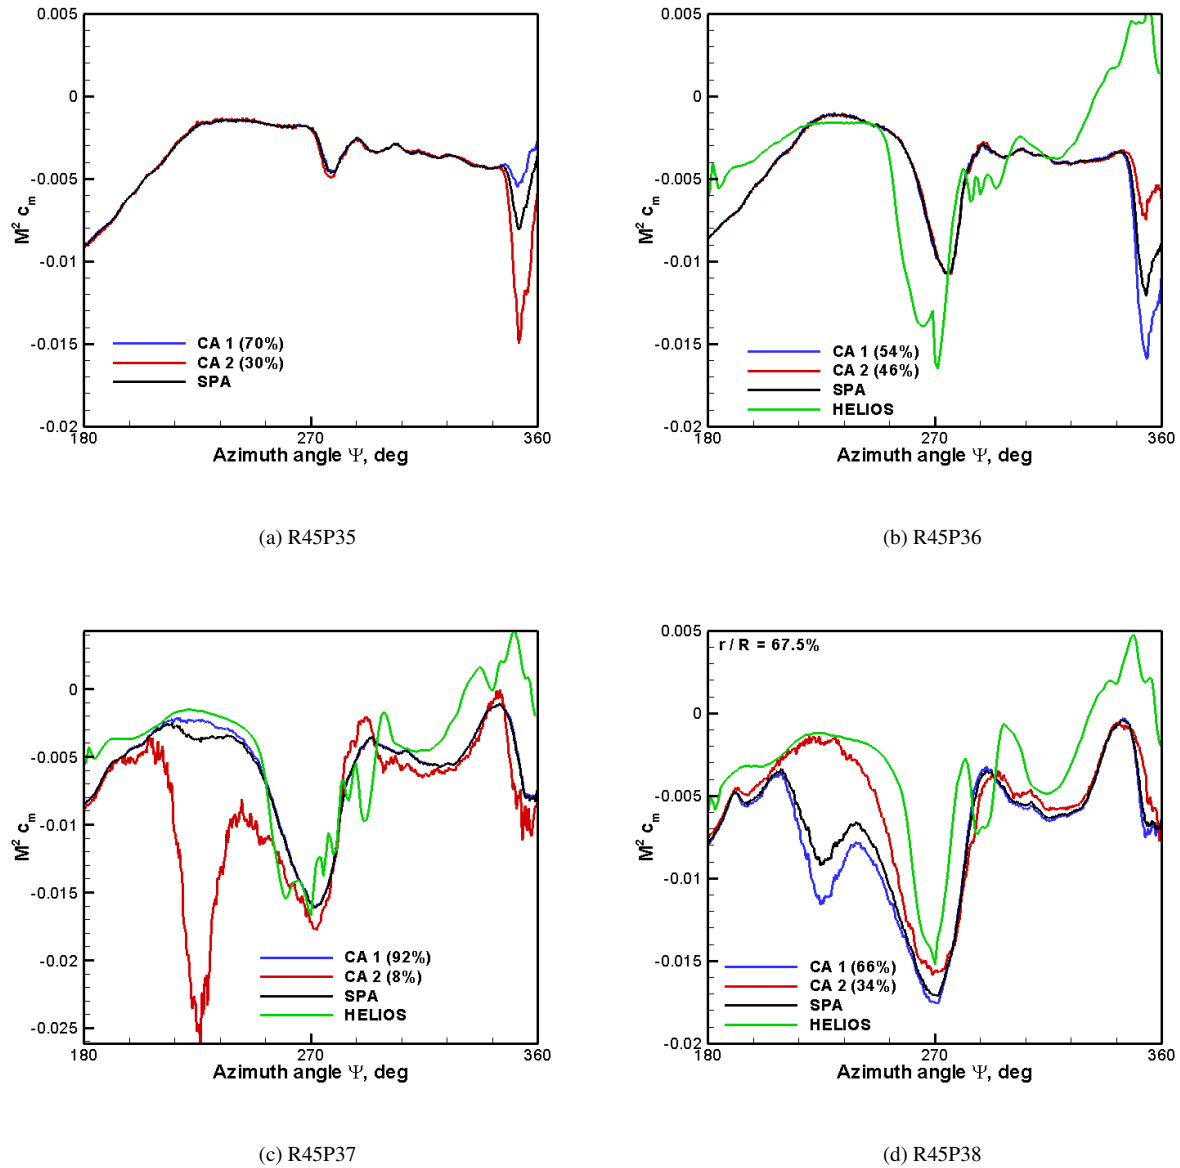 0.005
0
-0.005
-0.01
-0.015
-0.02
M² cₘ
CA 1 (70%)
CA 2 (30%)
SPA
180
270
360
Azimuth angle Ψ, deg
(a) R45P35
0.005
0
-0.005
-0.01
-0.015
-0.02
M² cₘ
CA 1 (54%)
CA 2 (46%)
SPA
HELIOS
180
270
360
Azimuth angle Ψ, deg
(b) R45P36
0
-0.005
-0.01
-0.015
-0.02
-0.025
M² cₘ
CA 1 (92%)
CA 2 (8%)
SPA
HELIOS
180
270
360
Azimuth angle Ψ, deg
(c) R45P37
r / R = 67.5%
0.005
0
-0.005
-0.01
-0.015
-0.02
M² cₘ
CA 1 (66%)
CA 2 (34%)
SPA
HELIOS
180
270
360
Azimuth angle Ψ, deg
(d) R45P38